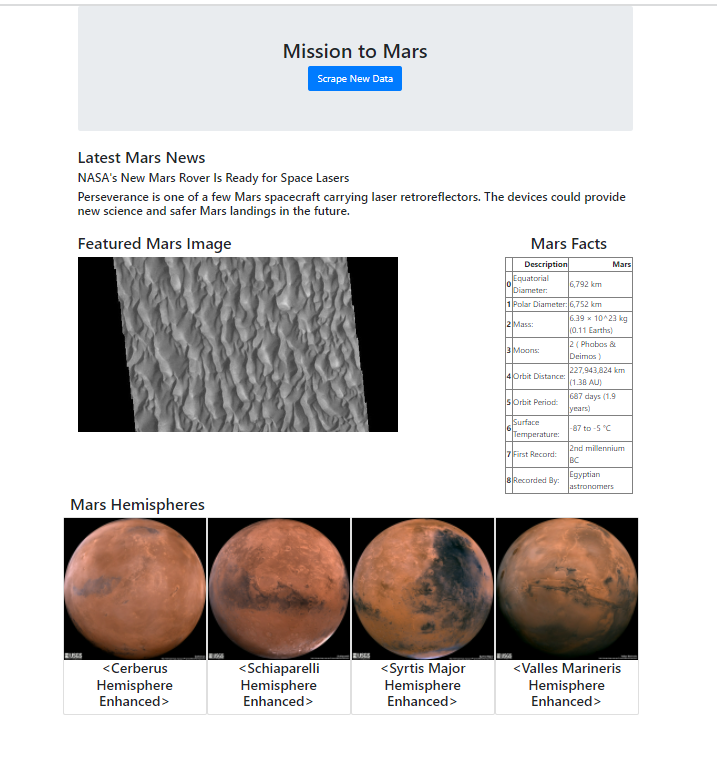 Mission to Mars
Scrape New Data
Latest Mars News
NASA's New Mars Rover Is Ready for Space Lasers
Perseverance is one of a few Mars spacecraft carrying laser retroreflectors. The devices could provide
new science and safer Mars landings in the future.
Featured Mars Image
Mars Facts
Description Mars
0 Equatorial Diameter: 6,792 km
1 Polar Diameter: 6,752 km
2 Mass: 6.39 × 10^23 kg (0.11 Earths)
3 Moons: 2 ( Phobos & Deimos )
4 Orbit Distance: 227,943,824 km (1.38 AU)
5 Orbit Period: 687 days (1.9 years)
6 Surface Temperature: -87 to -5 °C
7 First Record: 2nd millennium BC
8 Recorded By: Egyptian astronomers
Mars Hemispheres
USGS USGS USGS USGS
<Cerberus
Hemisphere
Enhanced>
<Schiaparelli
Hemisphere
Enhanced>
<Syrtis Major
Hemisphere
Enhanced>
<Valles Marineris
Hemisphere
Enhanced>